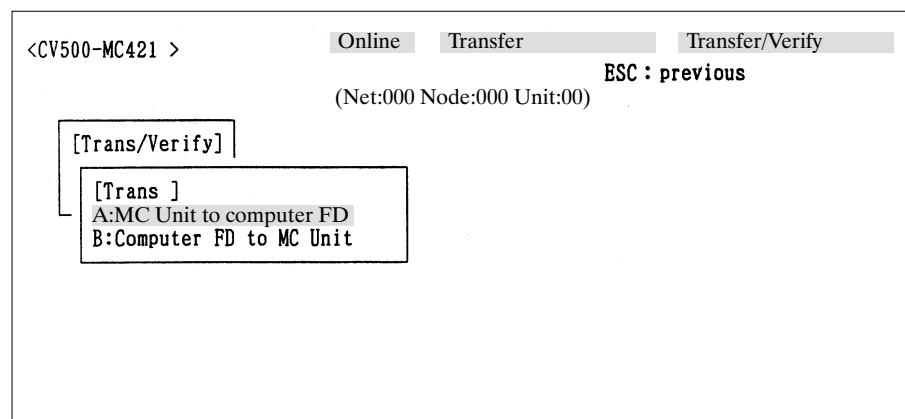 <CV500-MC421 > Online Transfer Transfer/Verify
ESC : previous
(Net:000 Node:000 Unit:00)
[Trans/Verify]
[Trans ]
A:MC Unit to computer FD
B:Computer FD to MC Unit